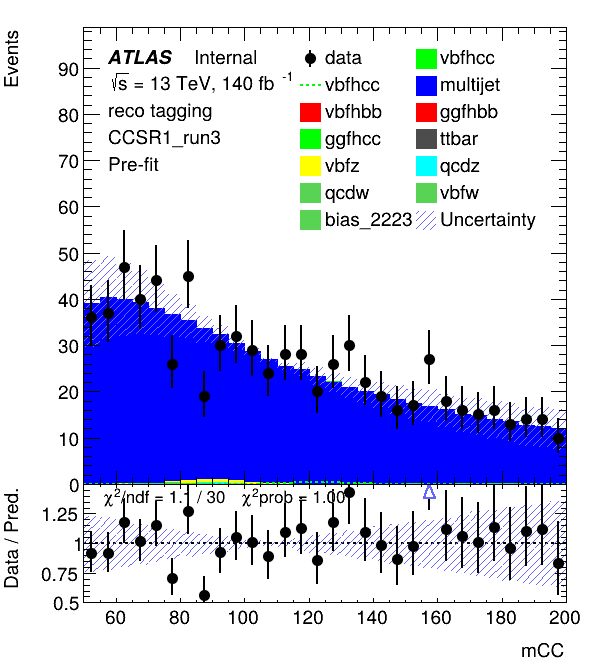 Events
90
80
70
60
50
40
30
20
10
0
ATLAS Internal
√s = 13 TeV, 140 fb⁻¹
reco tagging
CCSR1_run3
Pre-fit
data
vbfhcc
vbfhbb
ggfhcc
vbfz
qcdw
bias_2223
vbfhcc
multijet
ggfhbb
ttbar
qcdz
vbfw
Uncertainty
χ²/ndf = 1.1 / 30 χ²prob = 1.00
Data / Pred.
1.25
1
0.75
0.5
60 80 100 120 140 160 180 200
mCC